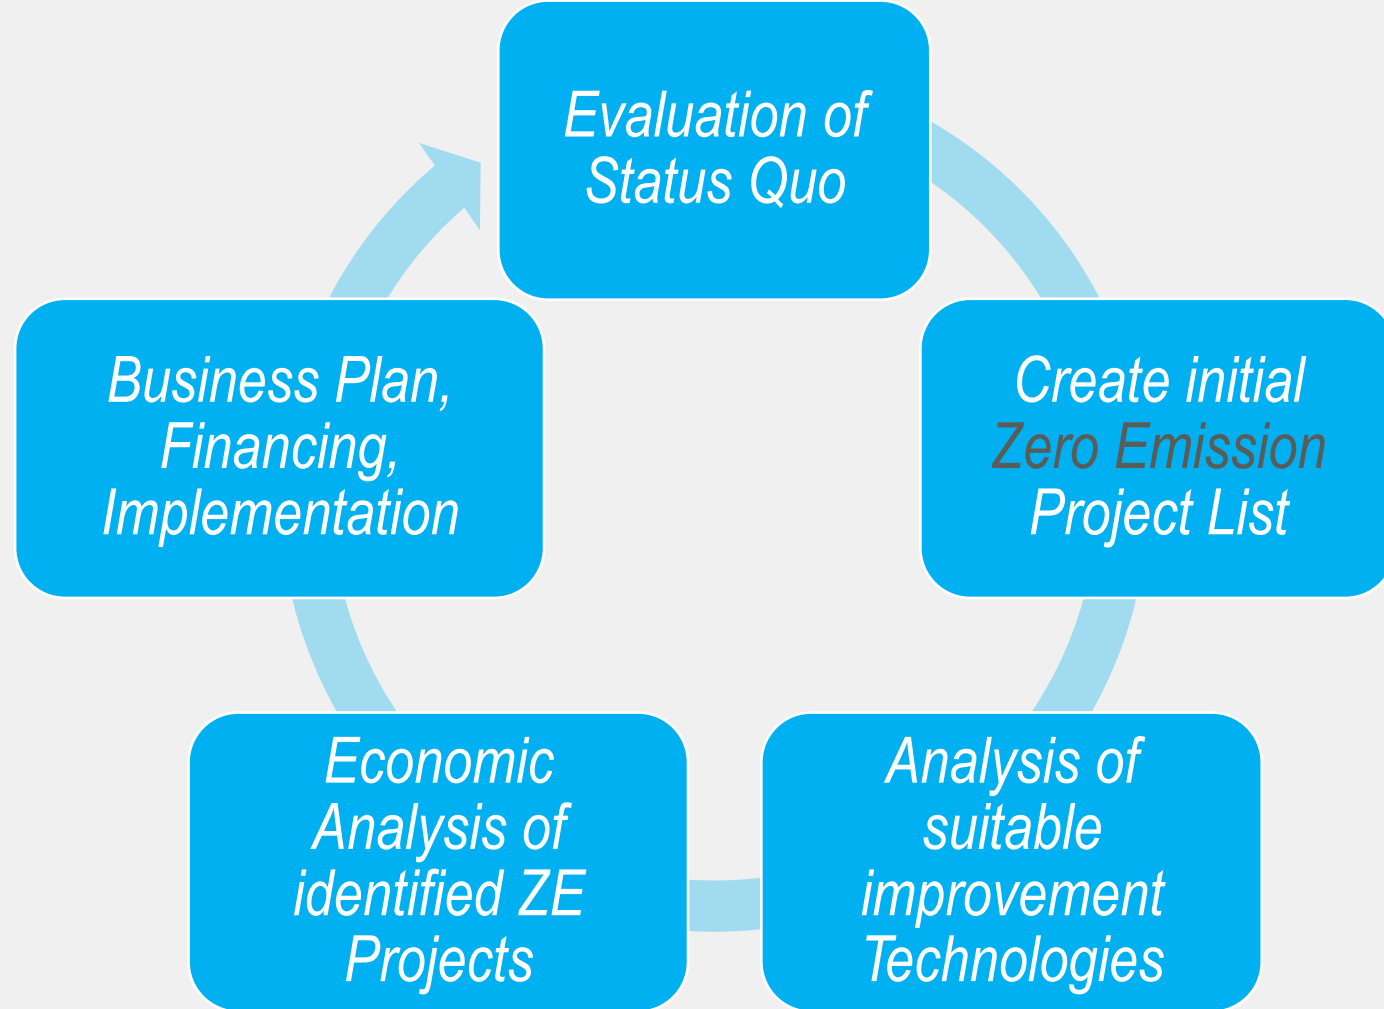 Evaluation of
Status Quo
Create initial
Zero Emission
Project List
Analysis of
suitable
improvement
Technologies
Economic
Analysis of
identified ZE
Projects
Business Plan,
Financing,
Implementation